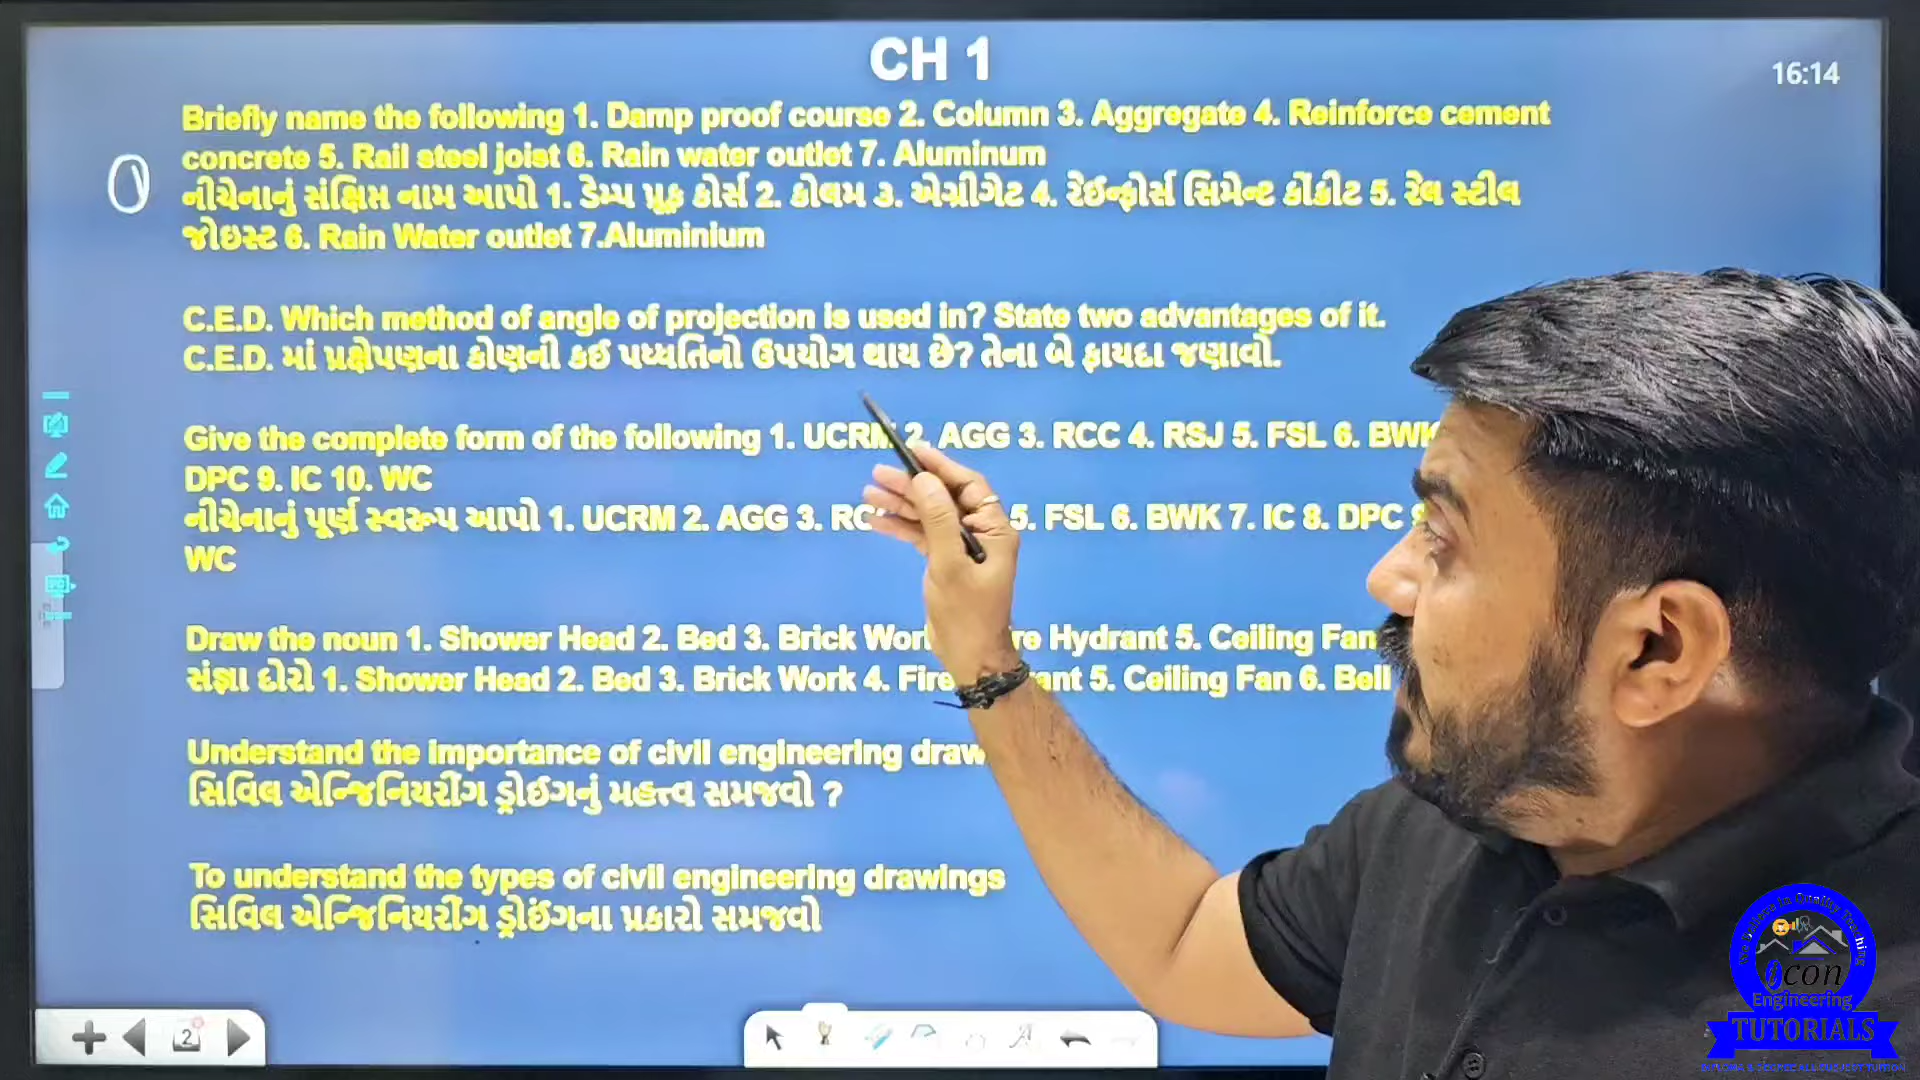 CH 1
16:14
Briefly name the following 1. Damp proof course 2. Column 3. Aggregate 4. Reinforce cement
concrete 5. Rail steel joist 6. Rain water outlet 7. Aluminum
નીચેનાનું સંક્ષિપ્ત નામ આપો 1. ડેમ્પ પ્રૂફ કોર્સ 2. કોલમ ૩. એગ્રીગેટ 4. રેઈન્ફોર્સ સિમેન્ટ કોંક્રીટ 5. રેલ સ્ટીલ
જોઇસ્ટ 6. Rain Water outlet 7.Aluminium
C.E.D. Which method of angle of projection is used in? State two advantages of it.
C.E.D. માં પ્રક્ષેપણના કોણની કઈ પધ્ધતિનો ઉપયોગ થાય છે? તેના બે ફાયદા જણાવો.
Give the complete form of the following 1. UCRM 2. AGG 3. RCC 4. RSJ 5. FSL 6. BWK
DPC 9. IC 10. WC
નીચેનાનું પૂર્ણ સ્વરૂપ આપો 1. UCRM 2. AGG 3. 5. FSL 6. BWK 7. IC 8. DPC
WC
Draw the noun 1. Shower Head 2. Bed 3. Brick Hydrant 5. Ceiling Fan
સંજ્ઞા દોરો 1. Shower Head 2. Bed 3. Brick Work 4. Fire 5. Ceiling Fan 6. Bell
Understand the importance of civil engineering
સિવિલ એન્જિનિયરીંગ ડ્રોઈંગનું મહત્ત્વ સમજવો ?
To understand the types of civil engineering drawings
સિવિલ એન્જિનિયરીંગ ડ્રોઇંગના પ્રકારો સમજવો
2
icon
Engineering
TUTORIALS